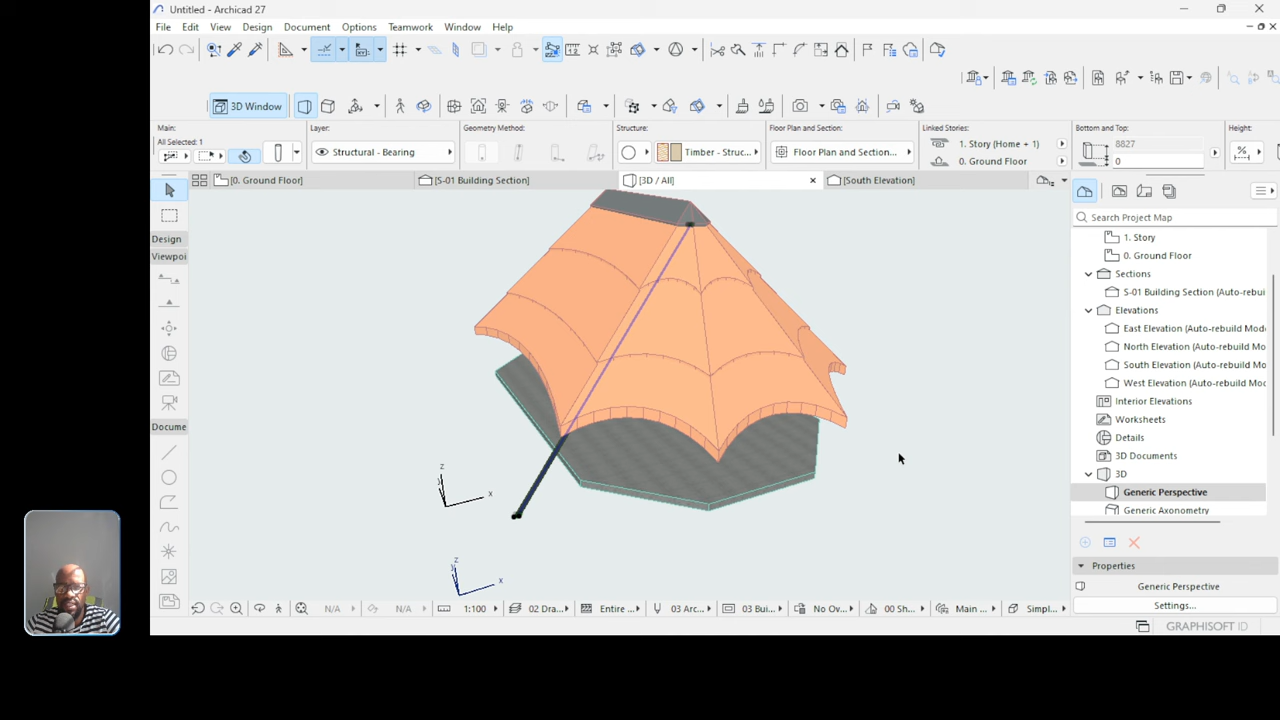 Untitled - Archicad 27
File Edit View Design Document Options Teamwork Window Help
3D Window
Main: Layer: Geometry Method: Structure: Floor Plan and Section: Linked Stories: Bottom and Top: Height:
All Selected: 1
Structural - Bearing
Timber - Struc...
Floor Plan and Section...
1. Story (Home + 1)
0. Ground Floor
8827
0
[0. Ground Floor]
[S-01 Building Section]
[3D / All]
[South Elevation]
Design
Viewpoi
Docume
Search Project Map
1. Story
0. Ground Floor
Sections
S-01 Building Section (Auto-rebui
Elevations
East Elevation (Auto-rebuild Mode
North Elevation (Auto-rebuild Mo
South Elevation (Auto-rebuild Mo
West Elevation (Auto-rebuild Mod
Interior Elevations
Worksheets
Details
3D Documents
3D
Generic Perspective
Generic Axonometry
Properties
Generic Perspective
Settings...
z
y
x
z
y
x
N/A N/A 1:100 02 Dra... Entire ... 03 Arc... Bui... No Ov... 00 Sh... Main ... Simpl...
GRAPHISOFT ID